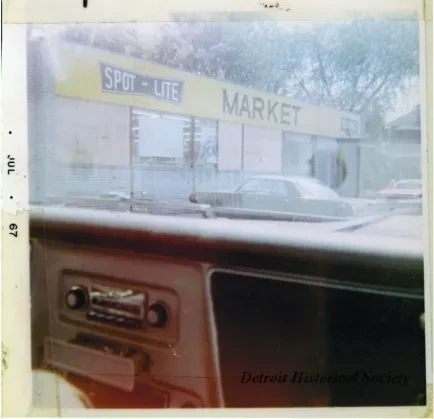 SPOT - LITE
MARKET
• JUL • 67
Detroit Historical Society